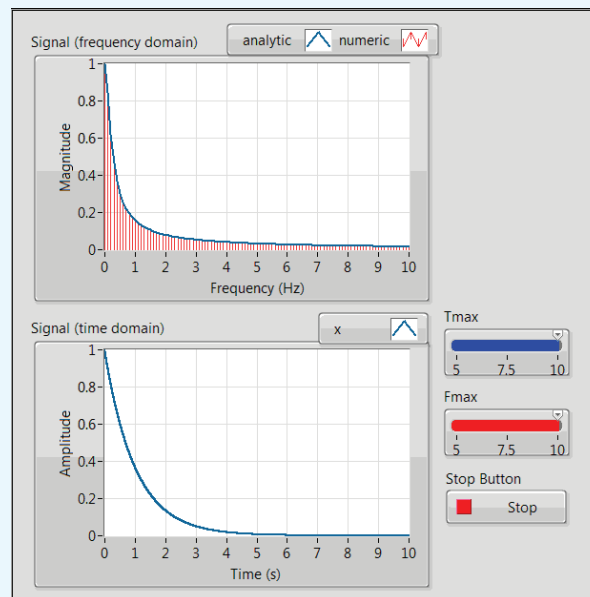 Signal (frequency domain)
analytic numeric
1
0.8
0.6
0.4
0.2
0
Magnitude
0 1 2 3 4 5 6 7 8 9 10
Frequency (Hz)
Signal (time domain)
x
1
0.8
0.6
0.4
0.2
0
Amplitude
0 1 2 3 4 5 6 7 8 9 10
Time (s)
Tmax
5 7.5 10
Fmax
5 7.5 10
Stop Button
Stop